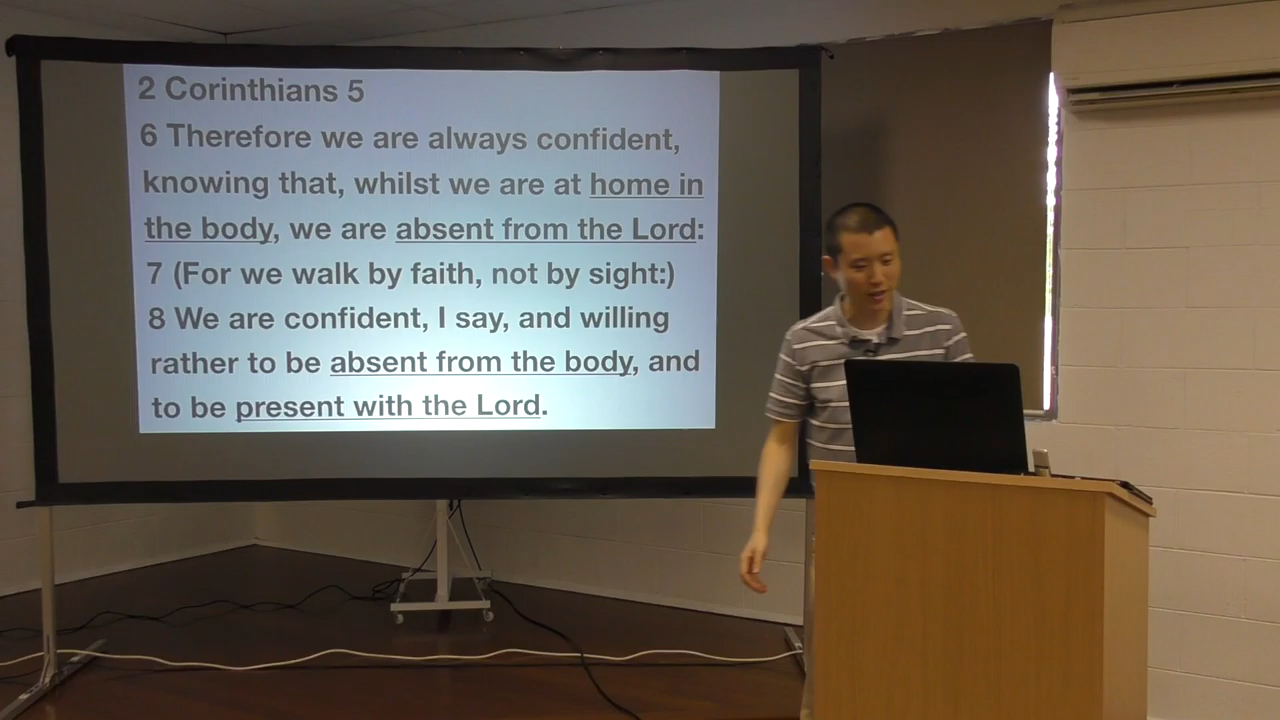 2 Corinthians 5
6 Therefore we are always confident,
knowing that, whilst we are at home in
the body, we are absent from the Lord:
7 (For we walk by faith, not by sight:)
8 We are confident, I say, and willing
rather to be absent from the body, and
to be present with the Lord.